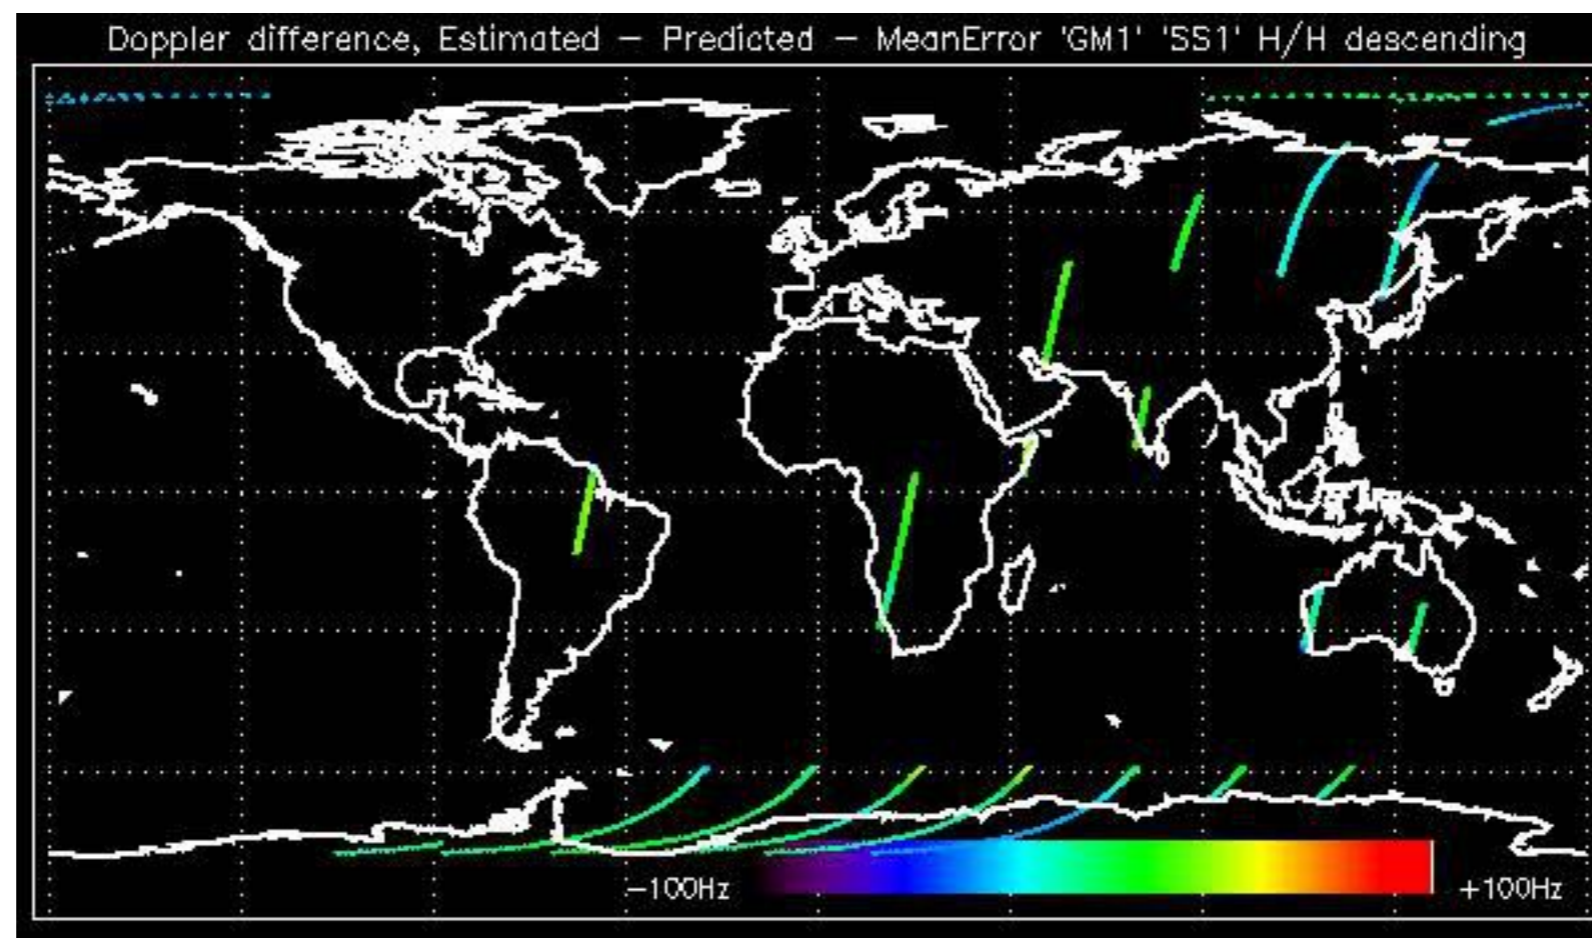 Doppler difference, Estimated – Predicted – MeanError 'GM1' 'SS1' H/H descending
–100Hz +100Hz